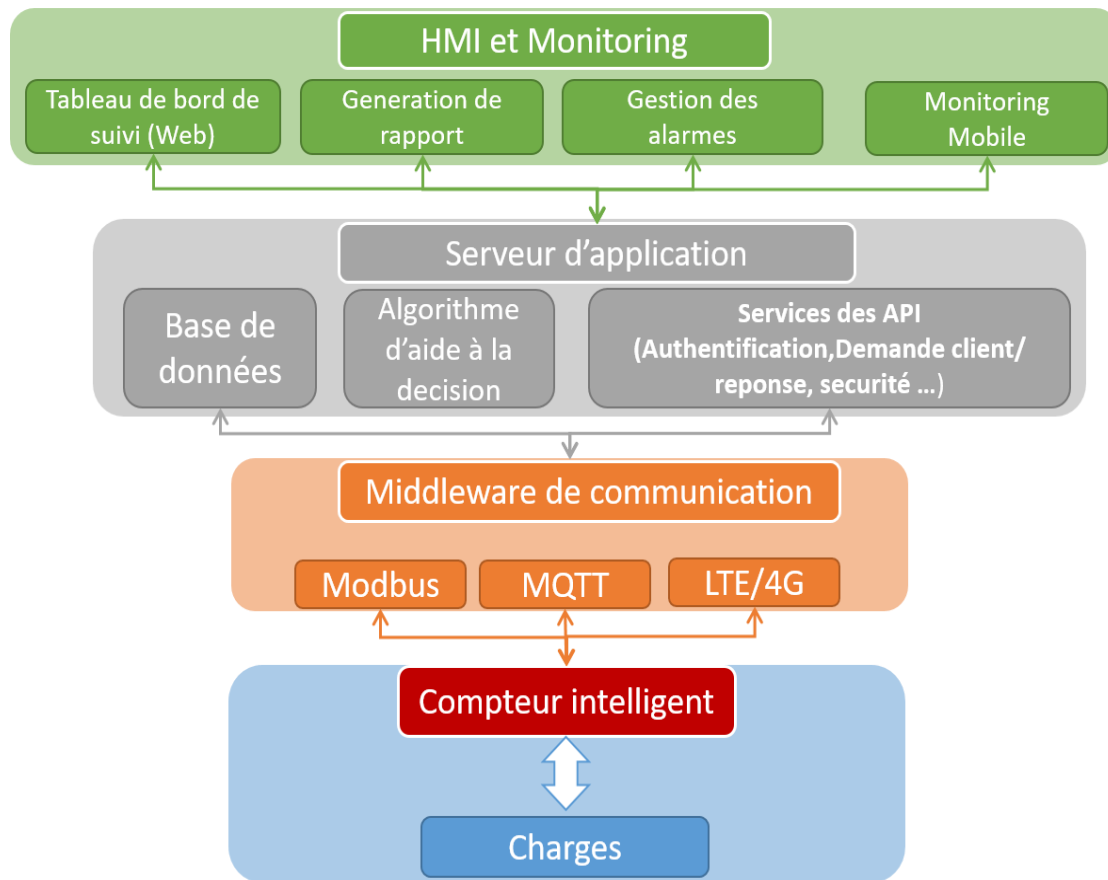 HMI et Monitoring
Tableau de bord de
suivi (Web)
Generation de
rapport
Gestion des
alarmes
Monitoring
Mobile
Serveur d’application
Base de
données
Algorithme
d’aide à la
decision
Services des API
(Authentification,Demande client/
reponse, securité ...)
Middleware de communication
Modbus
MQTT
LTE/4G
Compteur intelligent
Charges